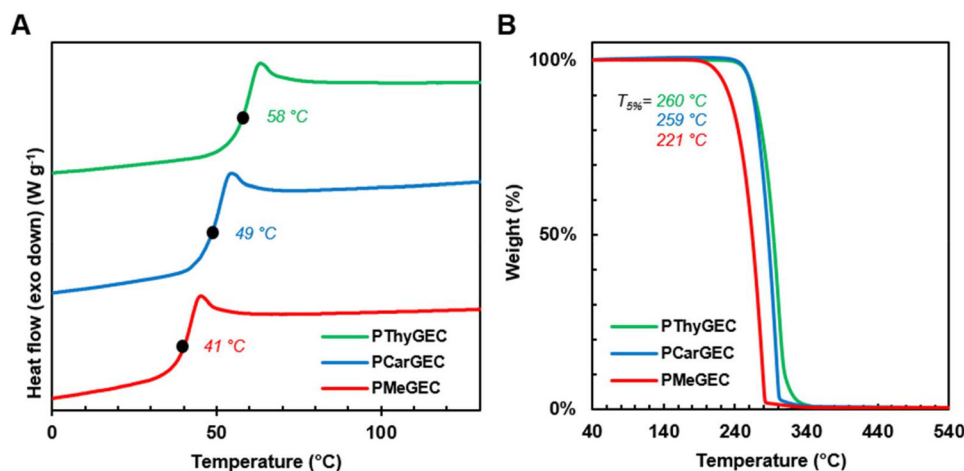 A
Heat flow (exo down) (W g⁻¹)
58 °C
49 °C
41 °C
PThyGEC
PCarGEC
PMeGEC
0
50
100
Temperature (°C)
B
Weight (%)
100%
50%
0%
T5%= 260 °C
259 °C
221 °C
PThyGEC
PCarGEC
PMeGEC
40
140
240
340
440
540
Temperature (°C)